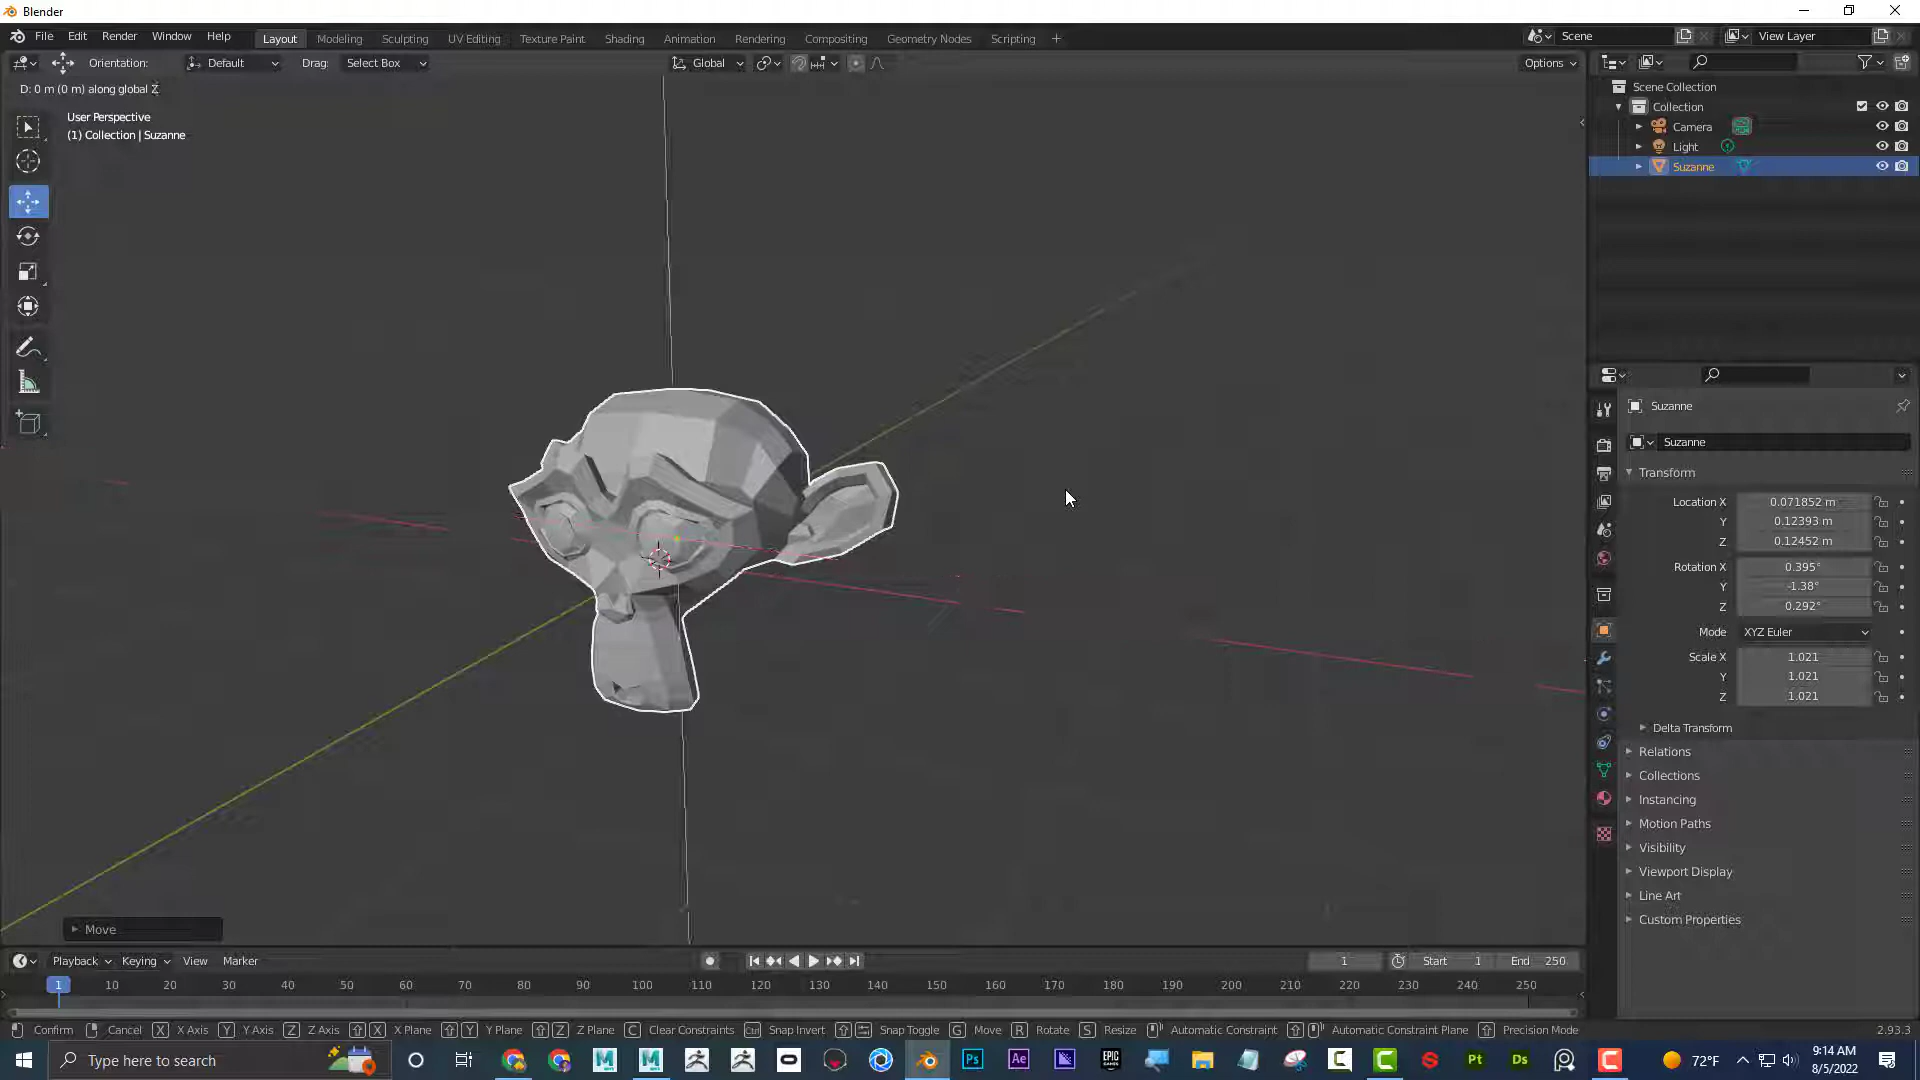 Blender
File Edit Render Window Help Layout Modeling Sculpting UV Editing Texture Paint Shading Animation Rendering Compositing Geometry Nodes Scripting + Scene View Layer
Orientation: Default Drag: Select Box Global Options
D: 0 m (0 m) along global Z
User Perspective
(1) Collection | Suzanne
Scene Collection
Collection
Camera
Light
Suzanne
Suzanne
Suzanne
Transform
Location X 0.071852 m
Y 0.12393 m
Z 0.12452 m
Rotation X 0.395°
Y -1.38°
Z 0.292°
Mode XYZ Euler
Scale X 1.021
Y 1.021
Z 1.021
Delta Transform
Relations
Collections
Instancing
Motion Paths
Visibility
Viewport Display
Line Art
Custom Properties
Move
Playback Keying View Marker 1 Start 1 End 250
1 10 20 30 40 50 60 70 80 90 100 110 120 130 140 150 160 170 180 190 200 210 220 230 240 250
Confirm Cancel X X Axis Y Y Axis Z Z Axis X X Plane Y Y Plane Z Z Plane C Clear Constraints Ctrl Snap Invert Snap Toggle G Move R Rotate S Resize Automatic Constraint Automatic Constraint Plane Precision Mode 2.93.3
Type here to search M M Ps Ae EPIC GAMES C C S Pt Ds C 72°F 9:14 AM
8/5/2022